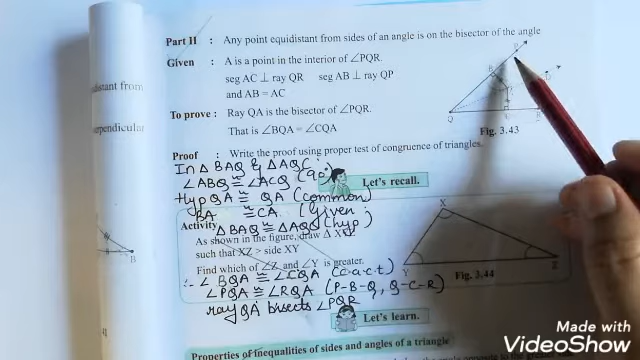 Part II : Any point equidistant from sides of an angle is on the bisector of the angle
Given : A is a point in the interior of ∠PQR.
seg AC ⊥ ray QR seg AB ⊥ ray QP
and AB = AC
To prove : Ray QA is the bisector of ∠PQR.
That is ∠BQA = ∠CQA
Fig. 3.43
Proof : Write the proof using proper test of congruence of triangles.
In Δ BAQ & Δ AQC
∠ABQ ≅ ∠ACQ (90°)
Let's recall.
Hyp QA ≅ QA (common)
BA ≅ CA (Given)
Activity
Δ BAQ ≅ Δ AQC (hyp)
As shown in the figure, draw Δ XYZ
such that XZ > side XY
Find which of ∠Z and ∠Y is greater.
∴ ∠ BQA ≅ ∠CQA (c.a.c.t)
∠PQA ≅ ∠RQA (P-B-Q, Q-C-R)
ray QA bisects ∠PQR
X
Y
Z
Fig. 3.44
Let's learn.
Properties of inequalities of sides and angles of a triangle
distant from
erpendicular
B
Q
Made with
VideoShow